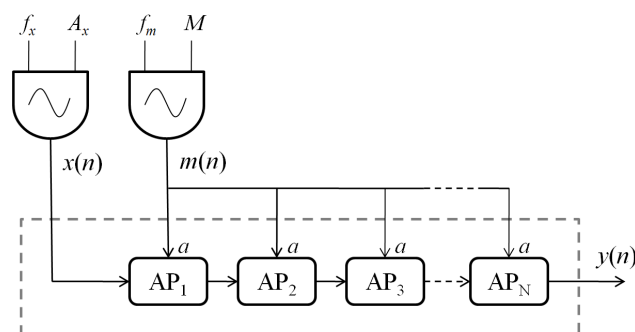 f_x A_x f_m M
x(n) m(n)
a a a a y(n)
AP_1 AP_2 AP_3 AP_N